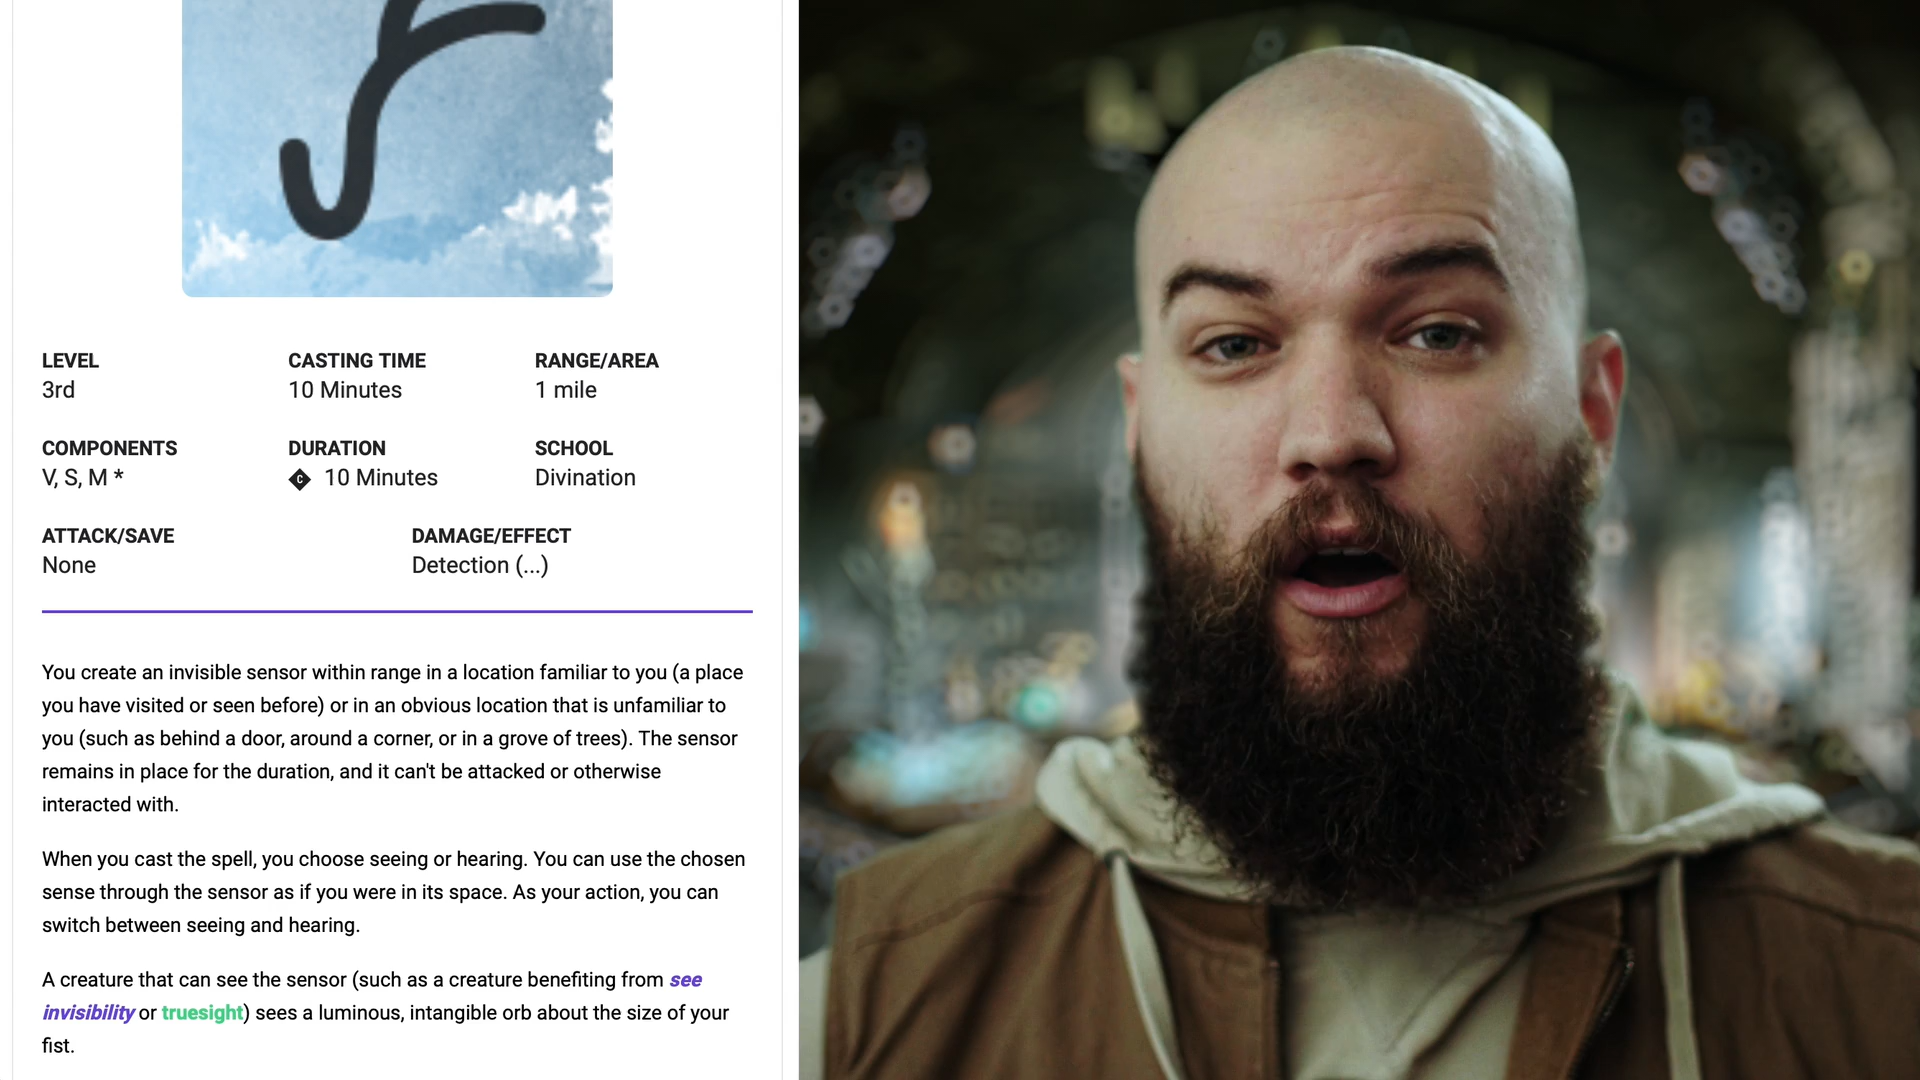 LEVEL
3rd
CASTING TIME
10 Minutes
RANGE/AREA
1 mile
COMPONENTS
V, S, M *
DURATION
C 10 Minutes
SCHOOL
Divination
ATTACK/SAVE
None
DAMAGE/EFFECT
Detection (...)
You create an invisible sensor within range in a location familiar to you (a place
you have visited or seen before) or in an obvious location that is unfamiliar to
you (such as behind a door, around a corner, or in a grove of trees). The sensor
remains in place for the duration, and it can't be attacked or otherwise
interacted with.
When you cast the spell, you choose seeing or hearing. You can use the chosen
sense through the sensor as if you were in its space. As your action, you can
switch between seeing and hearing.
A creature that can see the sensor (such as a creature benefiting from see
invisibility or truesight) sees a luminous, intangible orb about the size of your
fist.